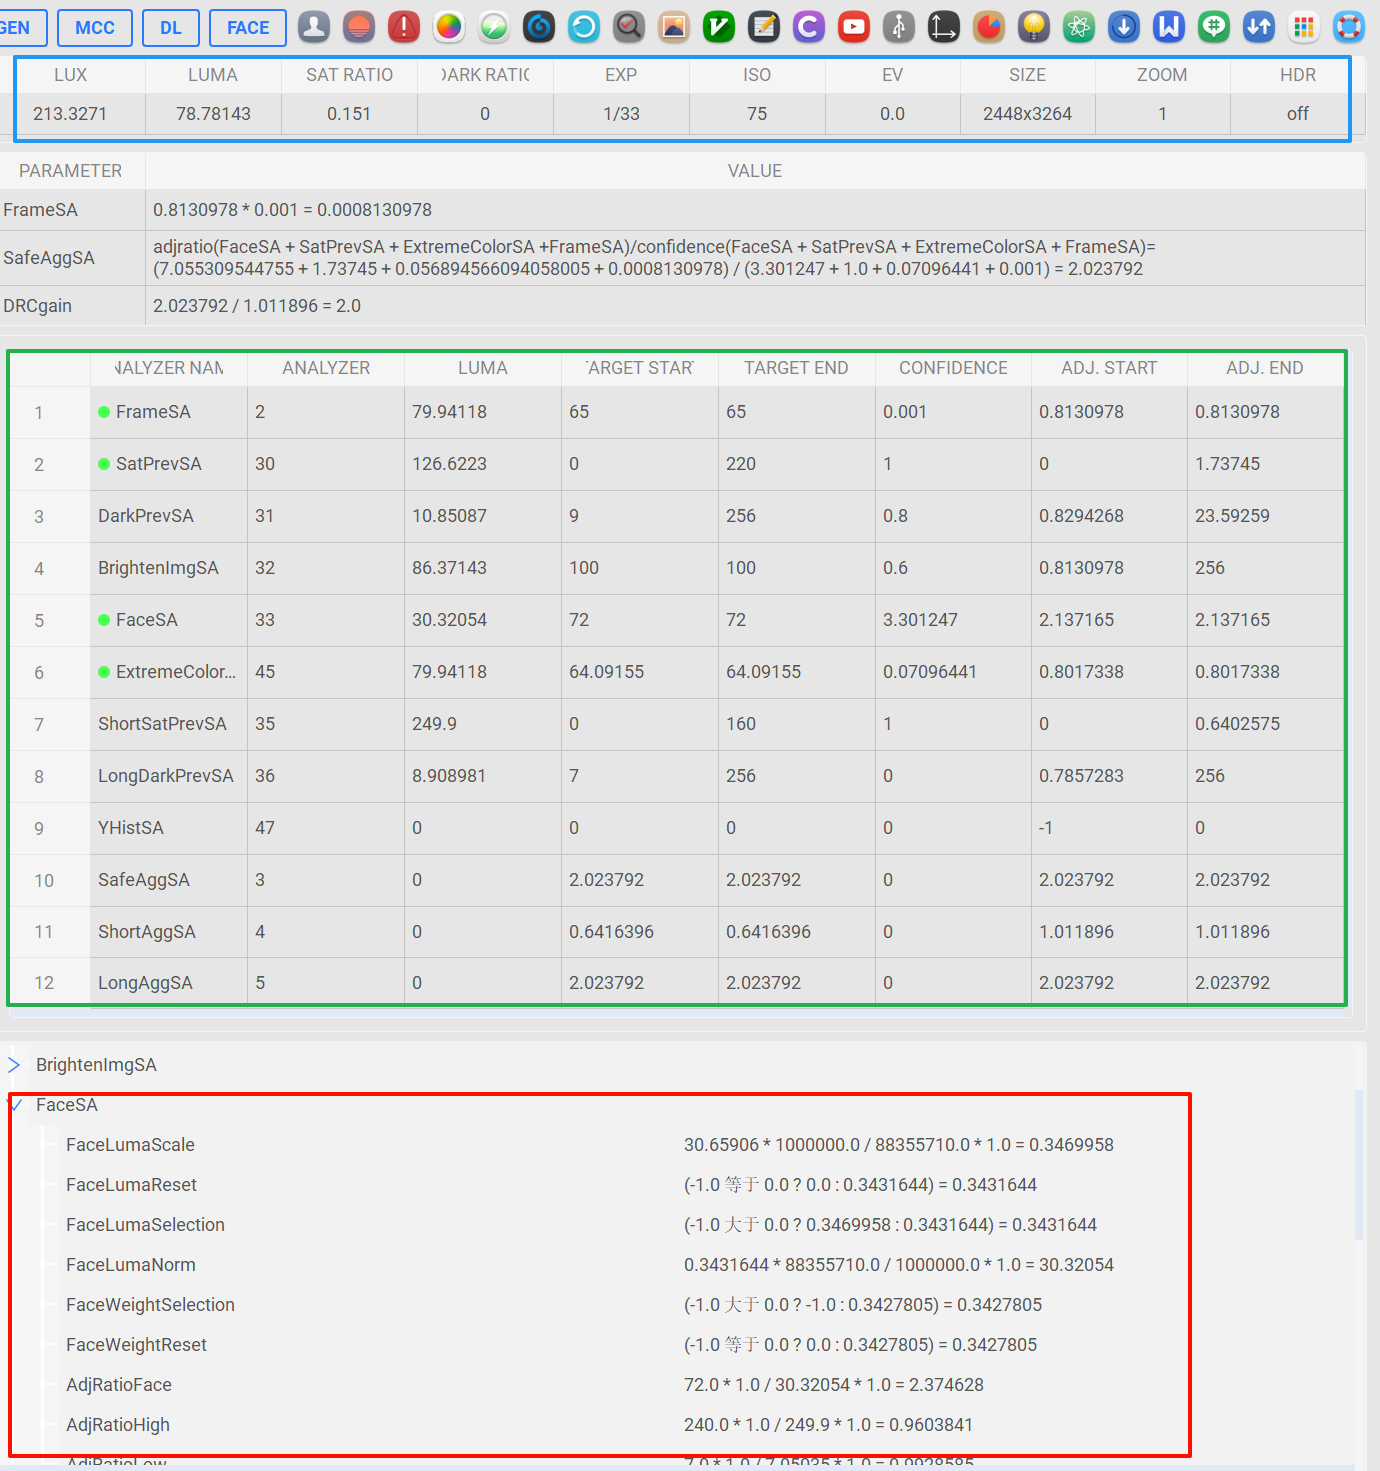 GEN MCC DL FACE
LUX LUMA SAT RATIO DARK RATIO EXP ISO EV SIZE ZOOM HDR
213.3271 78.78143 0.151 0 1/33 75 0.0 2448x3264 1 off
PARAMETER VALUE
FrameSA 0.8130978 * 0.001 = 0.0008130978
SafeAggSA adjratio(FaceSA + SatPrevSA + ExtremeColorSA +FrameSA)/confidence(FaceSA + SatPrevSA + ExtremeColorSA + FrameSA)=
(7.055309544755 + 1.73745 + 0.056894566094058005 + 0.0008130978) / (3.301247 + 1.0 + 0.07096441 + 0.001) = 2.023792
DRCgain 2.023792 / 1.011896 = 2.0
NALYZER NAM ANALYZER LUMA TARGET START TARGET END CONFIDENCE ADJ. START ADJ. END
1 FrameSA 2 79.94118 65 65 0.001 0.8130978 0.8130978
2 SatPrevSA 30 126.6223 0 220 1 0 1.73745
3 DarkPrevSA 31 10.85087 9 256 0.8 0.8294268 23.59259
4 BrightenImgSA 32 86.37143 100 100 0.6 0.8130978 256
5 FaceSA 33 30.32054 72 72 3.301247 2.137165 2.137165
6 ExtremeColor... 45 79.94118 64.09155 64.09155 0.07096441 0.8017338 0.8017338
7 ShortSatPrevSA 35 249.9 0 160 1 0 0.6402575
8 LongDarkPrevSA 36 8.908981 7 256 0 0.7857283 256
9 YHistSA 47 0 0 0 0 -1 0
10 SafeAggSA 3 0 2.023792 2.023792 0 2.023792 2.023792
11 ShortAggSA 4 0 0.6416396 0.6416396 0 1.011896 1.011896
12 LongAggSA 5 0 2.023792 2.023792 0 2.023792 2.023792
BrightenImgSA
FaceSA
FaceLumaScale 30.65906 * 1000000.0 / 88355710.0 * 1.0 = 0.3469958
FaceLumaReset (-1.0 等于 0.0 ? 0.0 : 0.3431644) = 0.3431644
FaceLumaSelection (-1.0 大于 0.0 ? 0.3469958 : 0.3431644) = 0.3431644
FaceLumaNorm 0.3431644 * 88355710.0 / 1000000.0 * 1.0 = 30.32054
FaceWeightSelection (-1.0 大于 0.0 ? -1.0 : 0.3427805) = 0.3427805
FaceWeightReset (-1.0 等于 0.0 ? 0.0 : 0.3427805) = 0.3427805
AdjRatioFace 72.0 * 1.0 / 30.32054 * 1.0 = 2.374628
AdjRatioHigh 240.0 * 1.0 / 249.9 * 1.0 = 0.9603841
AdjRatioLow 7.0 * 1.0 / 7.05035 * 1.0 = 0.9928585